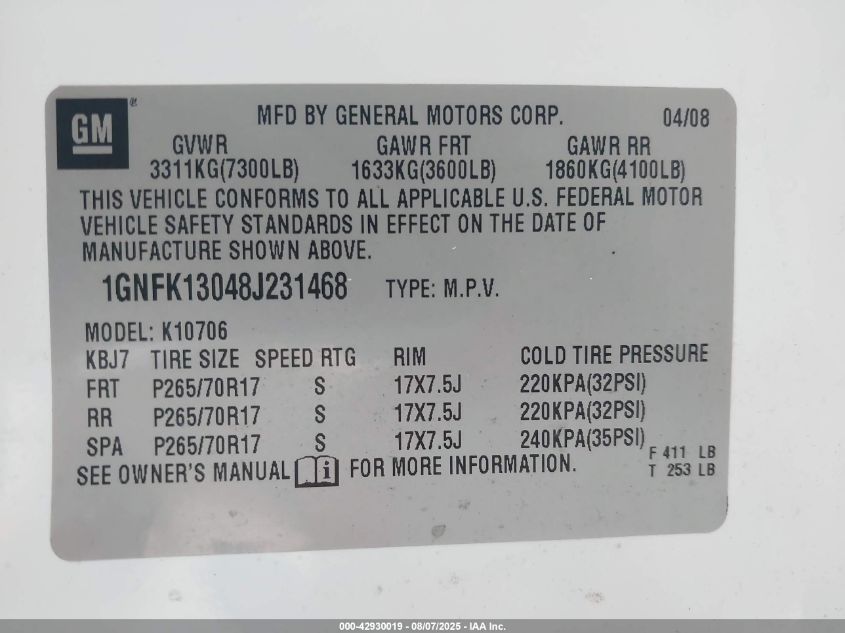 GM ®
MFD BY GENERAL MOTORS CORP. 04/08
GVWR GAWR FRT GAWR RR
3311KG(7300LB) 1633KG(3600LB) 1860KG(4100LB)
THIS VEHICLE CONFORMS TO ALL APPLICABLE U.S. FEDERAL MOTOR
VEHICLE SAFETY STANDARDS IN EFFECT ON THE DATE OF
MANUFACTURE SHOWN ABOVE.
1GNFK13048J231468 TYPE: M.P.V.
MODEL: K10706
KBJ7 TIRE SIZE SPEED RTG RIM COLD TIRE PRESSURE
FRT P265/70R17 S 17X7.5J 220KPA(32PSI)
RR P265/70R17 S 17X7.5J 220KPA(32PSI)
SPA P265/70R17 S 17X7.5J 240KPA(35PSI)
F 411 LB
SEE OWNER'S MANUAL i FOR MORE INFORMATION.
T 253 LB
000-42930019 - 08/07/2025 - IAA Inc.